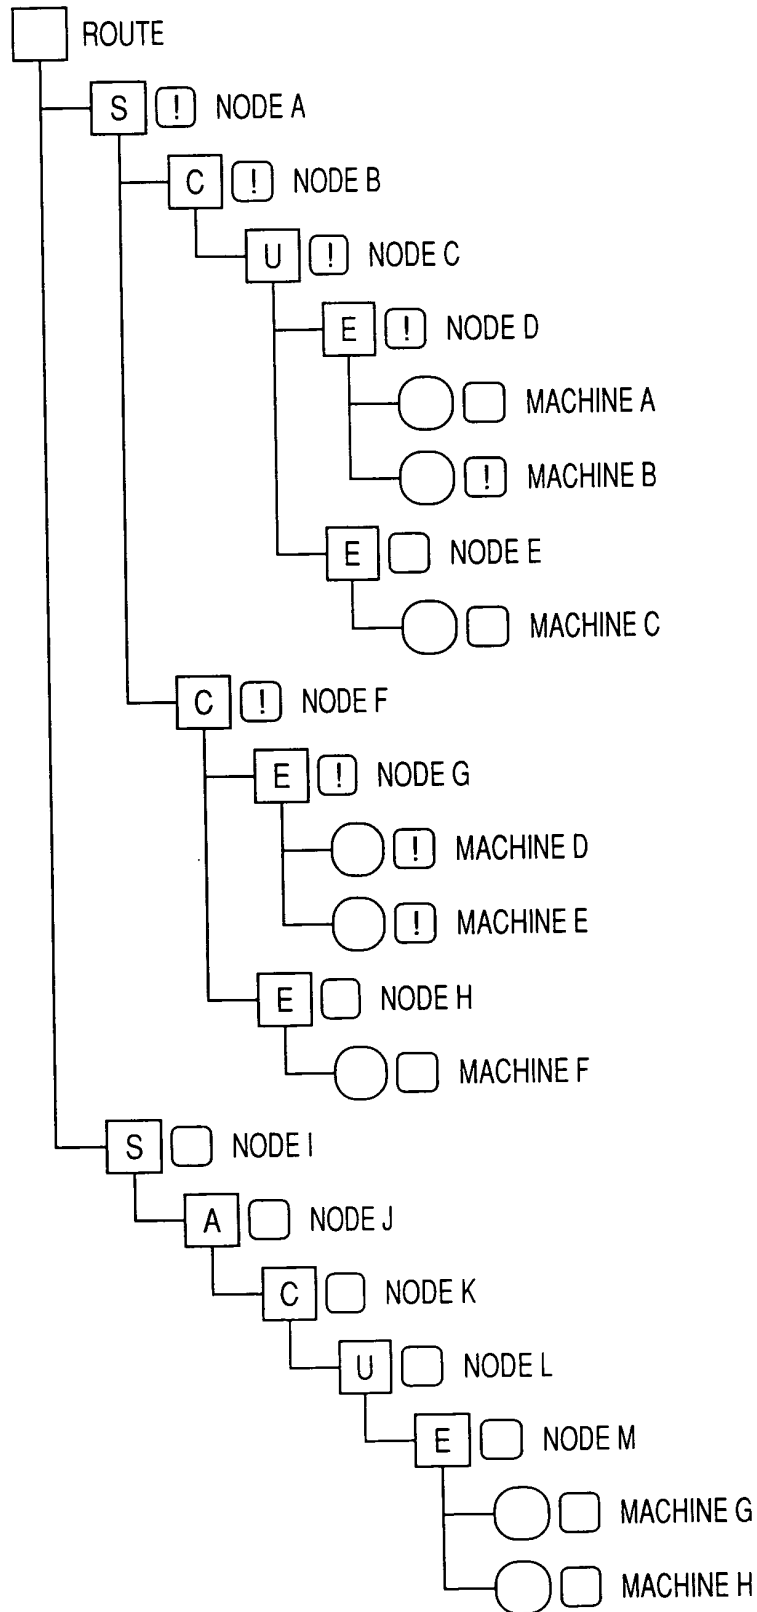 ROUTE
S ! NODE A
C ! NODE B
U ! NODE C
E ! NODE D
MACHINE A
! MACHINE B
E NODE E
MACHINE C
C ! NODE F
E ! NODE G
! MACHINE D
! MACHINE E
E NODE H
MACHINE F
S NODE I
A NODE J
C NODE K
U NODE L
E NODE M
MACHINE G
MACHINE H